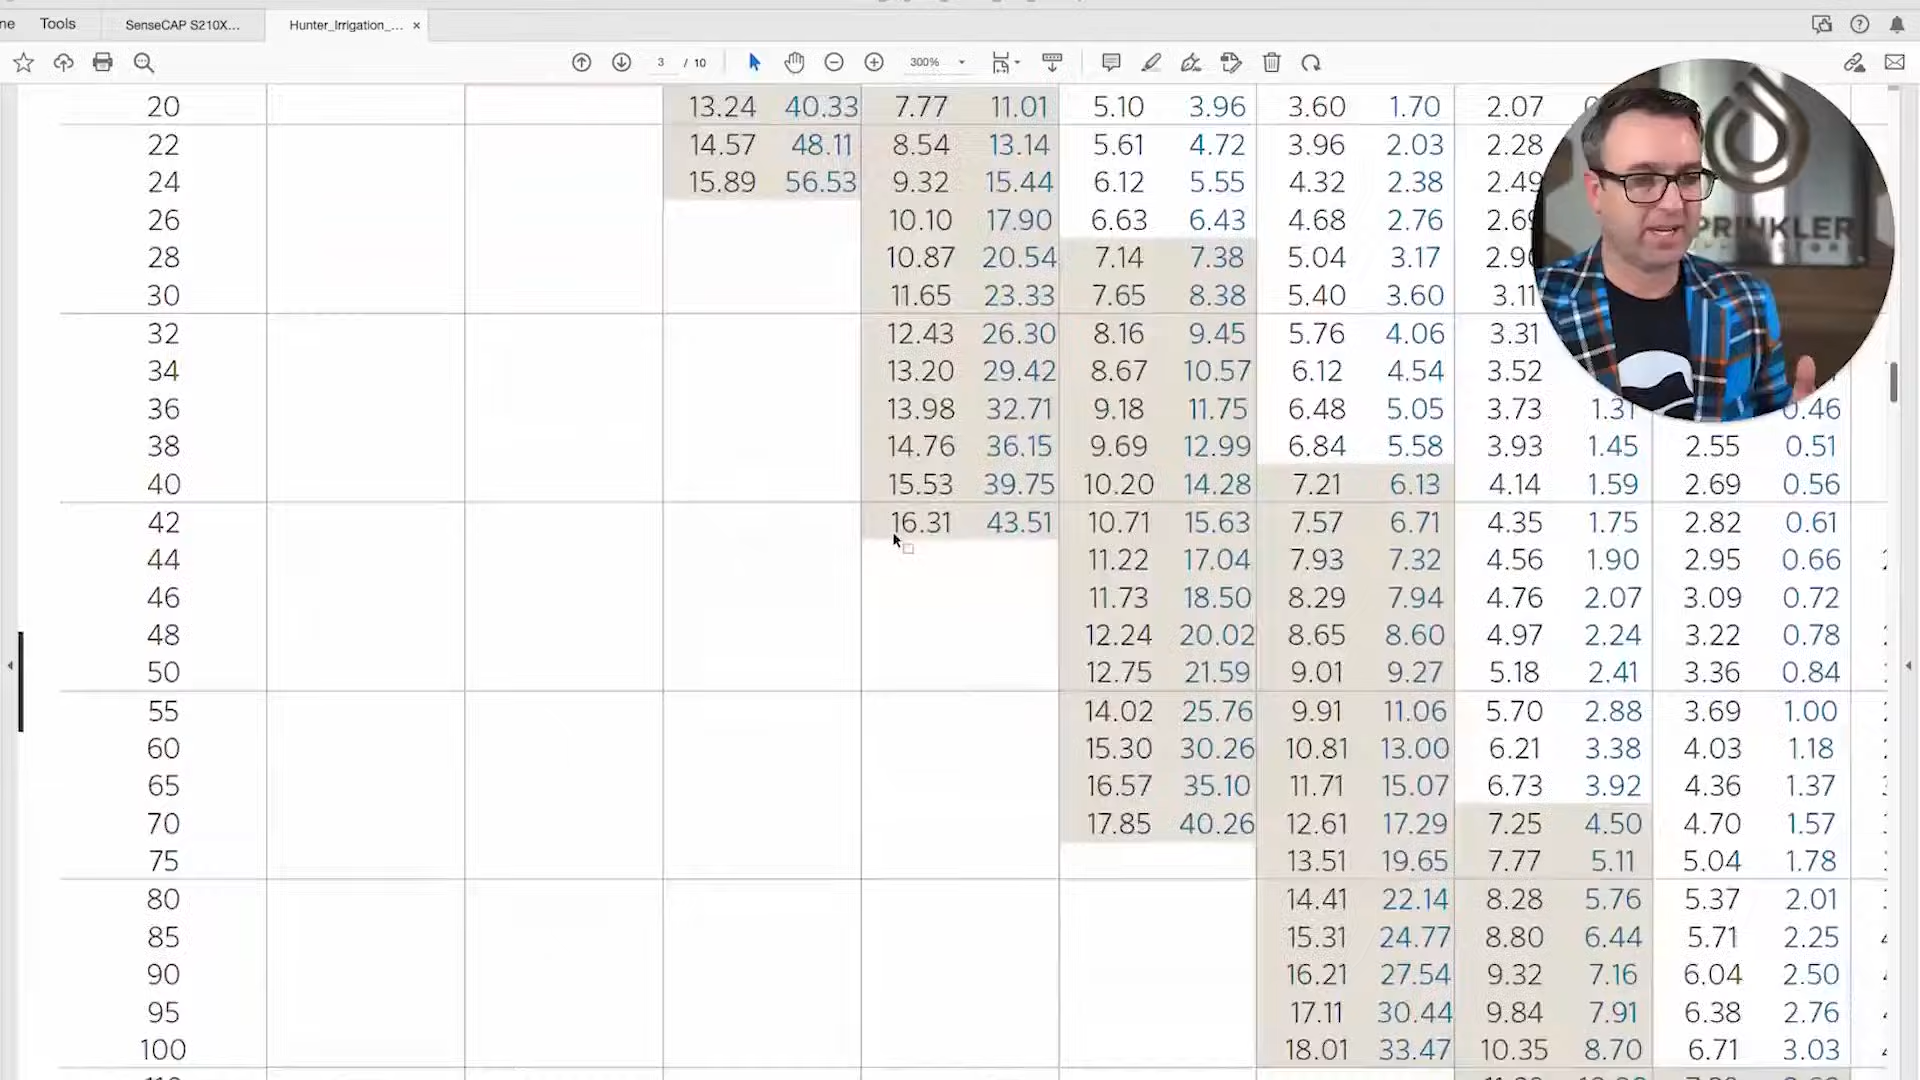 ne Tools SenseCAP S210X... Hunter_Irrigation_... ×
3 / 10 300%
20 13.24 40.33 7.77 11.01 5.10 3.96 3.60 1.70 2.07
22 14.57 48.11 8.54 13.14 5.61 4.72 3.96 2.03 2.28
24 15.89 56.53 9.32 15.44 6.12 5.55 4.32 2.38 2.49
26 10.10 17.90 6.63 6.43 4.68 2.76 2.69
28 10.87 20.54 7.14 7.38 5.04 3.17 2.90
30 11.65 23.33 7.65 8.38 5.40 3.60 3.11
32 12.43 26.30 8.16 9.45 5.76 4.06 3.31
34 13.20 29.42 8.67 10.57 6.12 4.54 3.52
36 13.98 32.71 9.18 11.75 6.48 5.05 3.73 1.31 0.46
38 14.76 36.15 9.69 12.99 6.84 5.58 3.93 1.45 2.55 0.51
40 15.53 39.75 10.20 14.28 7.21 6.13 4.14 1.59 2.69 0.56
42 16.31 43.51 10.71 15.63 7.57 6.71 4.35 1.75 2.82 0.61
44 11.22 17.04 7.93 7.32 4.56 1.90 2.95 0.66
46 11.73 18.50 8.29 7.94 4.76 2.07 3.09 0.72
48 12.24 20.02 8.65 8.60 4.97 2.24 3.22 0.78
50 12.75 21.59 9.01 9.27 5.18 2.41 3.36 0.84
55 14.02 25.76 9.91 11.06 5.70 2.88 3.69 1.00
60 15.30 30.26 10.81 13.00 6.21 3.38 4.03 1.18
65 16.57 35.10 11.71 15.07 6.73 3.92 4.36 1.37
70 17.85 40.26 12.61 17.29 7.25 4.50 4.70 1.57
75 13.51 19.65 7.77 5.11 5.04 1.78
80 14.41 22.14 8.28 5.76 5.37 2.01
85 15.31 24.77 8.80 6.44 5.71 2.25
90 16.21 27.54 9.32 7.16 6.04 2.50
95 17.11 30.44 9.84 7.91 6.38 2.76
100 18.01 33.47 10.35 8.70 6.71 3.03
PRINKLER